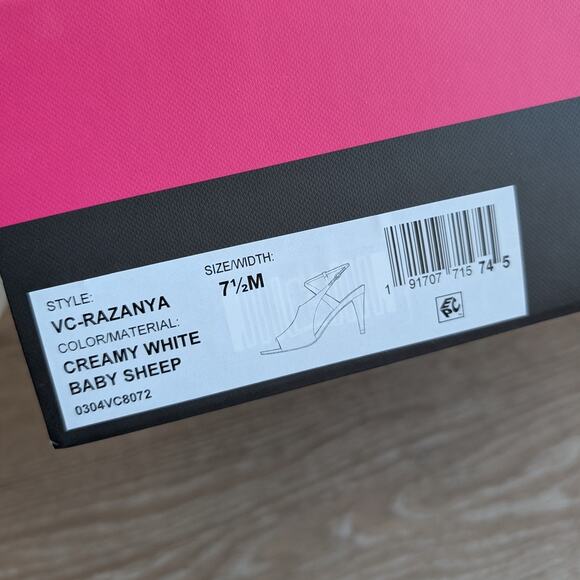 STYLE:
VC-RAZANYA
COLOR/MATERIAL:
CREAMY WHITE
BABY SHEEP
0304VC8072
SIZE/WIDTH:
7½M
1 91707 715 74 5